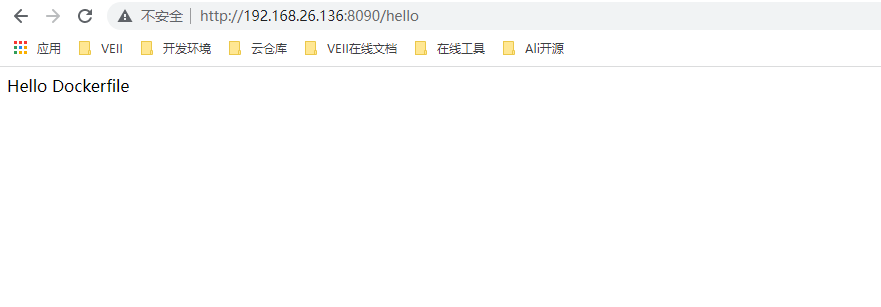 不安全 | http://192.168.26.136:8090/hello
应用 VEII 开发环境 云仓库 VEII在线文档 在线工具 Ali开源
Hello Dockerfile